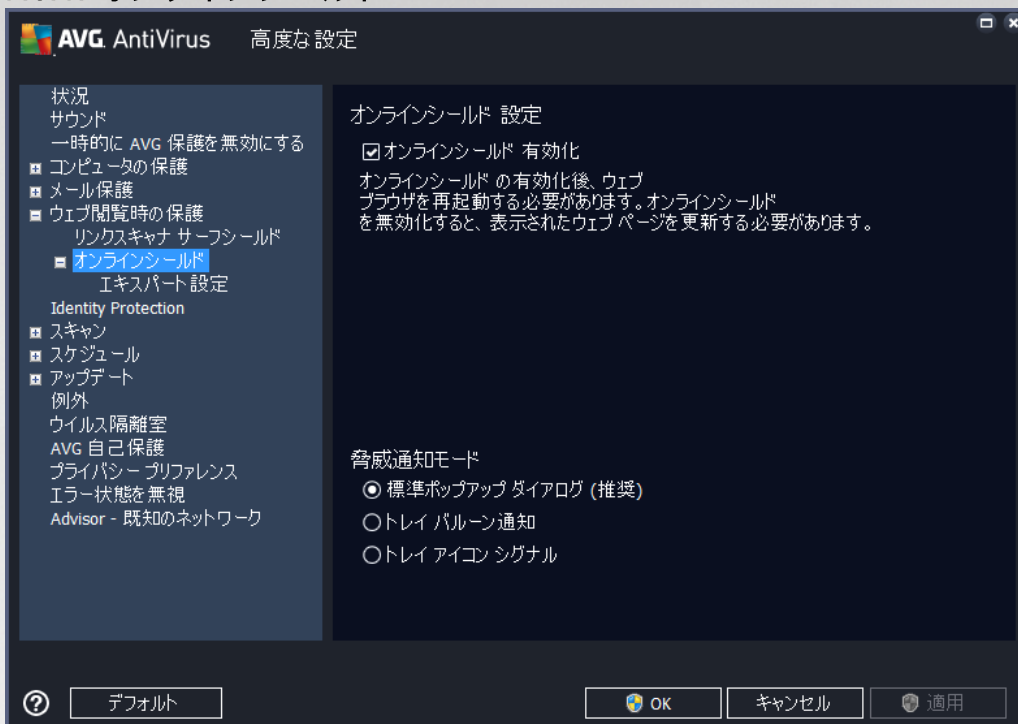 AVG. AntiVirus 高度な設定
状況
サウンド
一時的に AVG 保護を無効にする
コンピュータの保護
メール保護
ウェブ閲覧時の保護
リンクスキャナ サーフシールド
オンラインシールド
エキスパート設定
Identity Protection
スキャン
スケジュール
アップデート
例外
ウイルス隔離室
AVG 自己保護
プライバシー プリファレンス
エラー状態を無視
Advisor - 既知のネットワーク
オンラインシールド 設定
オンラインシールド 有効化
オンラインシールド の有効化後、ウェブ
ブラウザを再起動する必要があります。オンラインシールド
を無効化すると、表示されたウェブ ページを更新する必要があります。
脅威通知モード
標準ポップアップ ダイアログ (推奨)
トレイ バルーン通知
トレイ アイコン シグナル
デフォルト
OK
キャンセル
適用